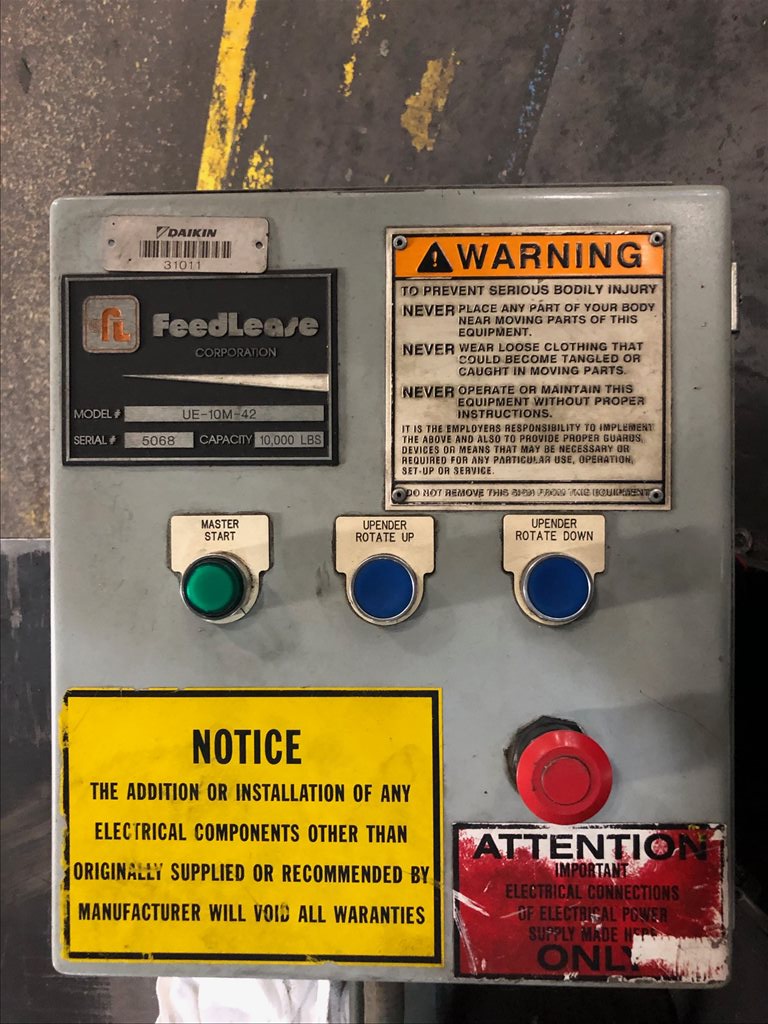 DAIKIN
31011
fL FeedLease
CORPORATION
MODEL # UE-10M-42
SERIAL # 5068 CAPACITY 10,000 LBS
WARNING
TO PREVENT SERIOUS BODILY INJURY
NEVER PLACE ANY PART OF YOUR BODY
NEAR MOVING PARTS OF THIS
EQUIPMENT.
NEVER WEAR LOOSE CLOTHING THAT
COULD BECOME TANGLED OR
CAUGHT IN MOVING PARTS.
NEVER OPERATE OR MAINTAIN THIS
EQUIPMENT WITHOUT PROPER
INSTRUCTIONS.
IT IS THE EMPLOYERS RESPONSIBILITY TO IMPLEMENT
THE ABOVE AND ALSO TO PROVIDE PROPER GUARDS,
DEVICES OR MEANS THAT MAY BE NECESSARY OR
REQUIRED FOR ANY PARTICULAR USE, OPERATION,
SET-UP OR SERVICE.
DO NOT REMOVE THIS SIGN FROM THIS EQUIPMENT
MASTER
START
UPENDER
ROTATE UP
UPENDER
ROTATE DOWN
NOTICE
THE ADDITION OR INSTALLATION OF ANY
ELECTRICAL COMPONENTS OTHER THAN
ORIGINALLY SUPPLIED OR RECOMMENDED BY
MANUFACTURER WILL VOID ALL WARANTIES
ATTENTION
IMPORTANT
ELECTRICAL CONNECTIONS
OF ELECTRICAL POWER
SUPPLY MADE HERE
ONLY